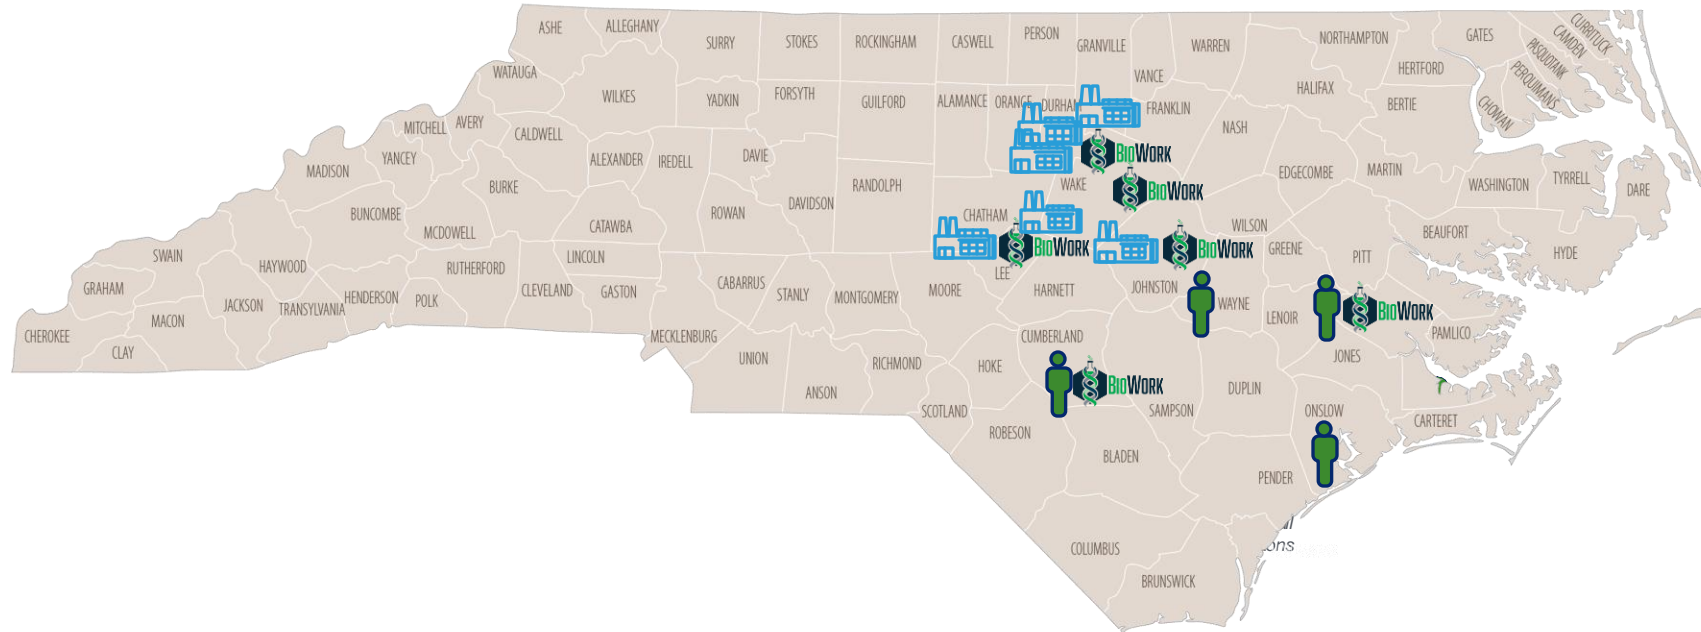 ASHE
ALLEGHANY
SURRY
STOKES
ROCKINGHAM
CASWELL
PERSON
GRANVILLE
VANCE
WARREN
NORTHAMPTON
GATES
CURRITUCK
CAMDEN
PASQUOTANK
PERQUIMANS
CHOWAN
HERTFORD
HALIFAX
BERTIE
WATAUGA
WILKES
YADKIN
FORSYTH
GUILFORD
ALAMANCE
ORANGE
DURHAM
FRANKLIN
NASH
EDGECOMBE
MARTIN
WASHINGTON
TYRRELL
DARE
MITCHELL
AVERY
CALDWELL
ALEXANDER
IREDELL
DAVIE
MADISON
YANCEY
BURKE
RANDOLPH
BIOWORK
WAKE
BIOWORK
BUNCOMBE
MCDOWELL
CATAWBA
ROWAN
DAVIDSON
CHATHAM
WILSON
BEAUFORT
HYDE
BIOWORK
BIOWORK
GREENE
PITT
SWAIN
HAYWOOD
RUTHERFORD
LINCOLN
LEE
GRAHAM
JACKSON
TRANSYLVANIA
HENDERSON
POLK
CLEVELAND
GASTON
CABARRUS
STANLY
MONTGOMERY
MOORE
HARNETT
JOHNSTON
WAYNE
LENOIR
BIOWORK
PAMLICO
CHEROKEE
MACON
CLAY
MECKLENBURG
UNION
ANSON
RICHMOND
HOKE
CUMBERLAND
JONES
BIOWORK
SCOTLAND
ROBESON
SAMPSON
DUPLIN
ONSLOW
CARTERET
BLADEN
PENDER
COLUMBUS
BRUNSWICK